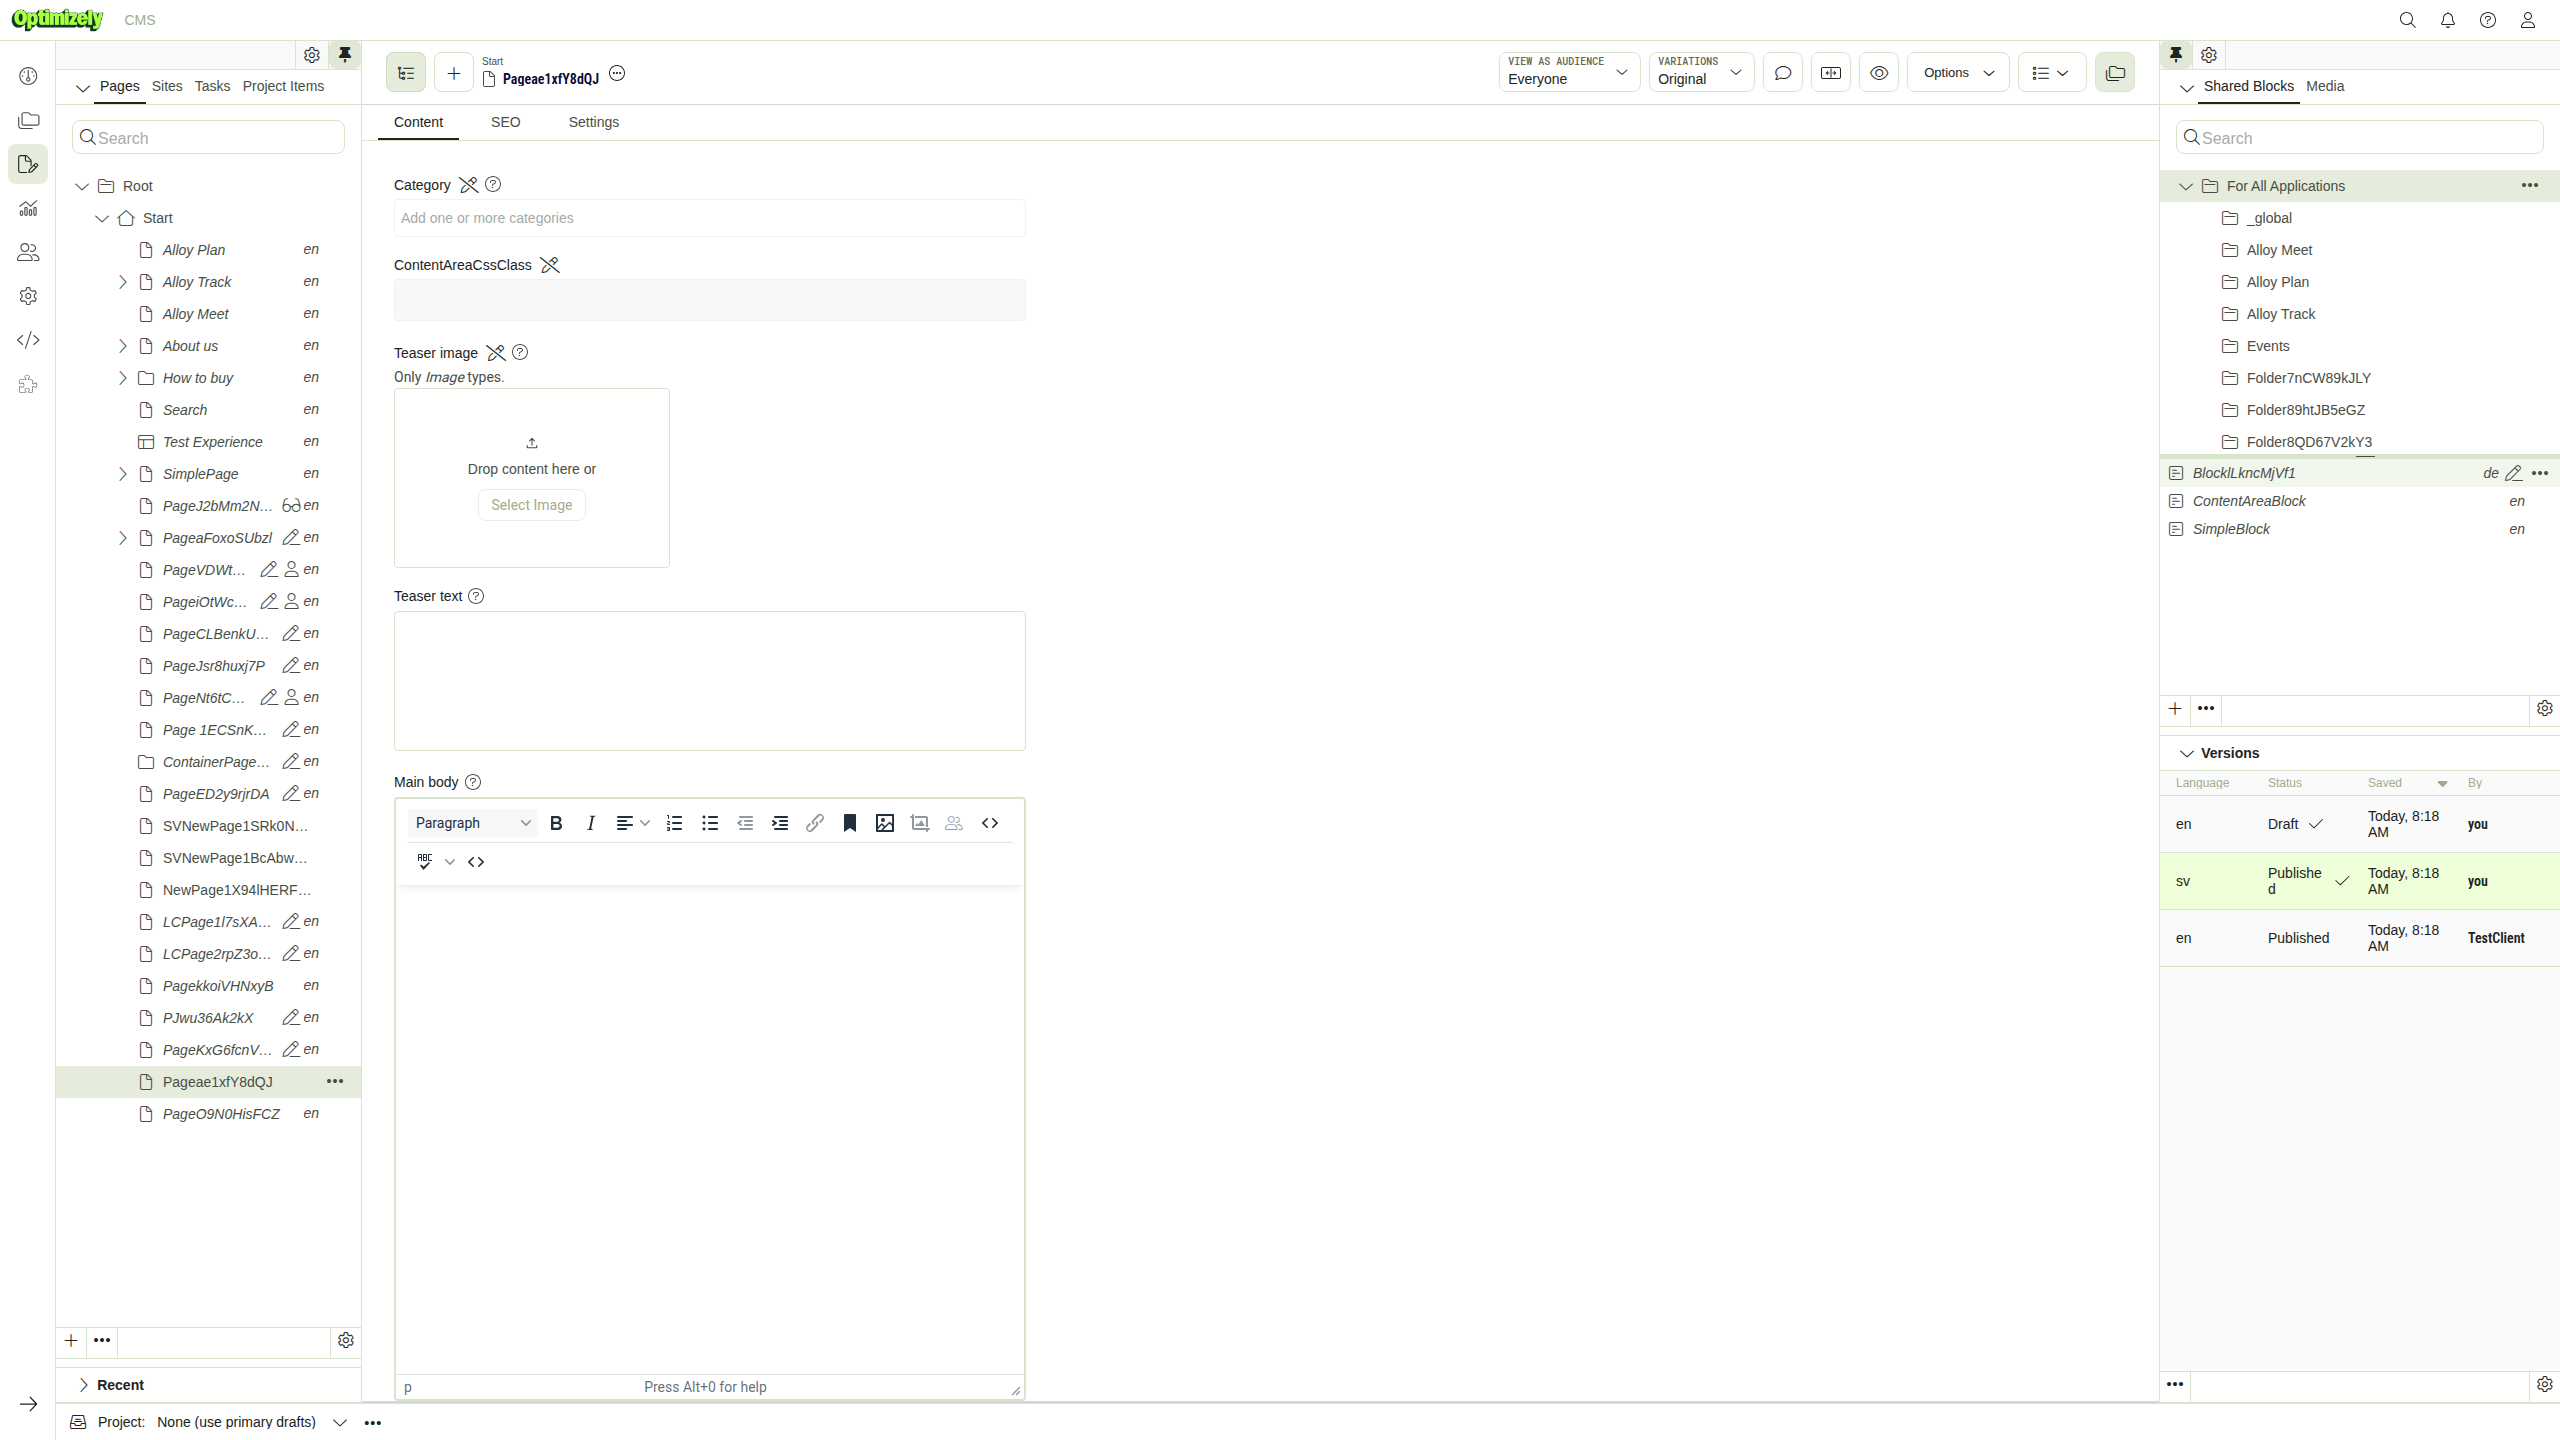 Optimizely CMS
Pages Sites Tasks Project Items
Search
Root
Start
Alloy Plan en
Alloy Track en
Alloy Meet en
About us en
How to buy en
Search en
Test Experience en
SimplePage en
PageJ2bMm2N... en
PageaFoxoSUbzl en
PageVDWt... en
PageiOtWc... en
PageCLBenkU... en
PageJsr8huxj7P en
PageNt6tC... en
Page 1ECSnK... en
ContainerPage... en
PageED2y9rjrDA en
SVNewPage1SRk0N...
SVNewPage1BcAbw...
NewPage1X94lHERF...
LCPage1l7sXA... en
LCPage2rpZ3o... en
PagekkoiVHNxyB en
PJwu36Ak2kX en
PageKxG6fcnV... en
Pageae1xfY8dQJ
PageO9N0HisFCZ en
Recent
Start
Pageae1xfY8dQJ
VIEW AS AUDIENCE
Everyone
VARIATIONS
Original
Options
Content SEO Settings
Category
Add one or more categories
ContentAreaCssClass
Teaser image
Only Image types.
Drop content here or
Select Image
Teaser text
Main body
Paragraph
p Press Alt+0 for help
Shared Blocks Media
Search
For All Applications
_global
Alloy Meet
Alloy Plan
Alloy Track
Events
Folder7nCW89kJLY
Folder89htJB5eGZ
Folder8QD67V2kY3
BlocklLkncMjVf1 de
ContentAreaBlock en
SimpleBlock en
Versions
Language Status Saved By
en Draft Today, 8:18 AM you
sv Published Today, 8:18 AM you
en Published Today, 8:18 AM TestClient
Project: None (use primary drafts)